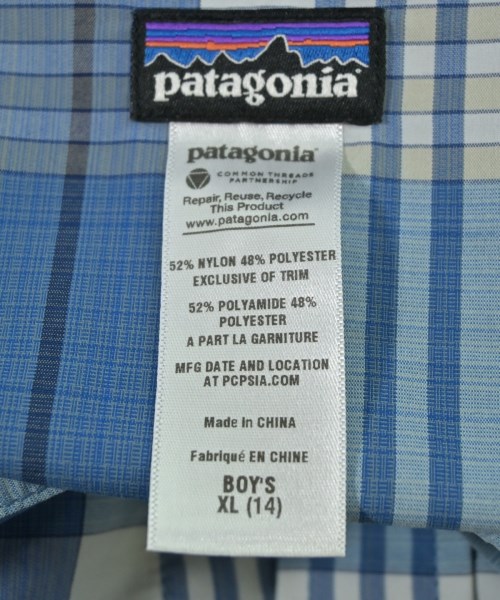 patagonia
patagonia
COMMON THREADS
PARTNERSHIP
Repair, Reuse, Recycle
This Product
www.patagonia.com
52% NYLON 48% POLYESTER
EXCLUSIVE OF TRIM
52% POLYAMIDE 48%
POLYESTER
A PART LA GARNITURE
MFG DATE AND LOCATION
AT PCPSIA.COM
Made in CHINA
Fabriqué EN CHINE
BOY'S
XL (14)